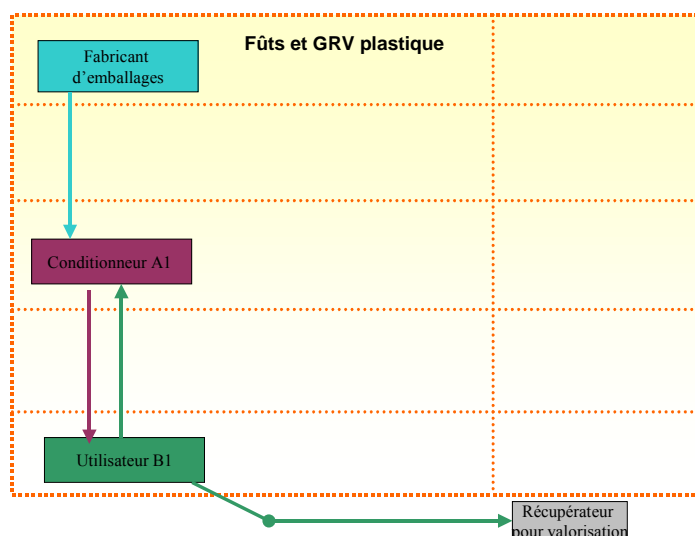 Fûts et GRV plastique
Fabricant
d'emballages
Conditionneur A1
Utilisateur B1
Récupérateur
pour valorisation